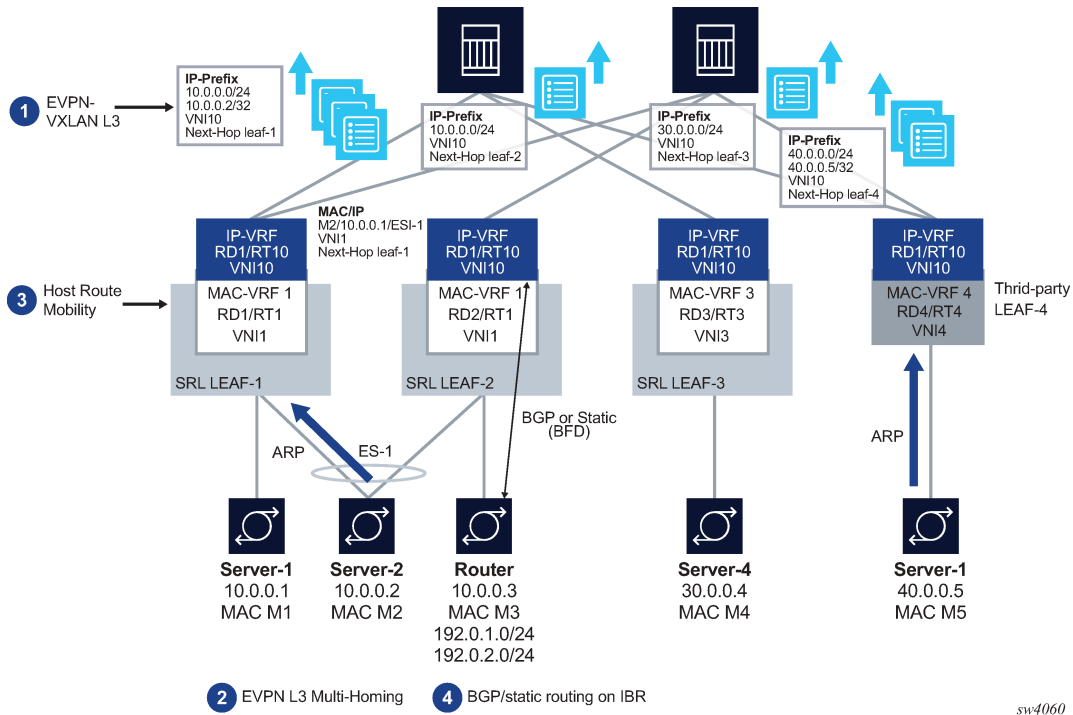 1
EVPN-
VXLAN L3
IP-Prefix
10.0.0.0/24
10.0.0.2/32
VNI10
Next-Hop leaf-1
IP-Prefix
10.0.0.0/24
VNI10
Next-Hop leaf-2
IP-Prefix
30.0.0.0/24
VNI10
Next-Hop leaf-3
IP-Prefix
40.0.0.0/24
40.0.0.5/32
VNI10
Next-Hop leaf-4
MAC/IP
M2/10.0.0.1/ESI-1
VNI1
Next-Hop leaf-1
IP-VRF
RD1/RT10
VNI10
IP-VRF
RD1/RT10
VNI10
IP-VRF
RD1/RT10
VNI10
IP-VRF
RD1/RT10
VNI10
3
Host Route
Mobility
MAC-VRF 1
RD1/RT1
VNI1
SRL LEAF-1
MAC-VRF 1
RD2/RT1
VNI1
SRL LEAF-2
MAC-VRF 3
RD3/RT3
VNI3
SRL LEAF-3
MAC-VRF 4
RD4/RT4
VNI4
Thrid-party
LEAF-4
ARP
ES-1
BGP or Static
(BFD)
ARP
Server-1
10.0.0.1
MAC M1
Server-2
10.0.0.2
MAC M2
Router
10.0.0.3
MAC M3
192.0.1.0/24
192.0.2.0/24
Server-4
30.0.0.4
MAC M4
Server-1
40.0.0.5
MAC M5
2 EVPN L3 Multi-Homing
4 BGP/static routing on IBR
sw4060